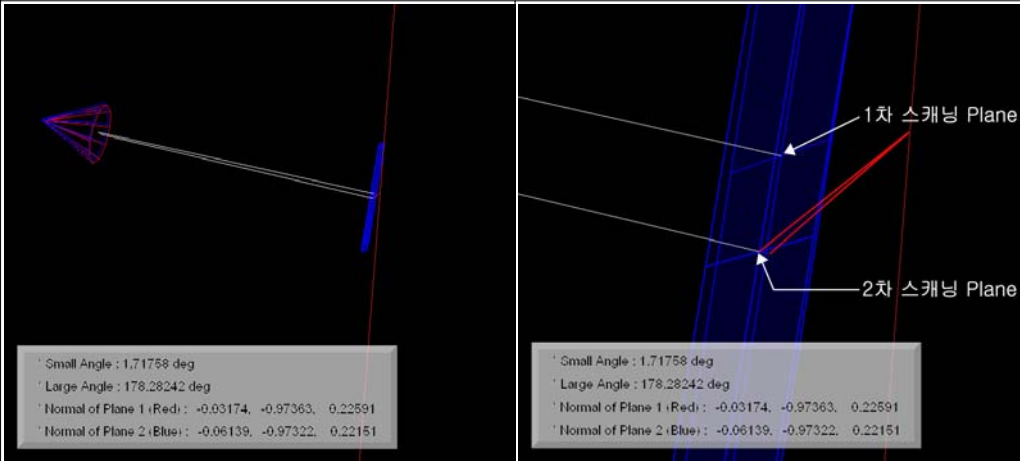 1차 스캐닝 Plane
2차 스캐닝 Plane
' Small Angle : 1.71758 deg
' Large Angle : 178.28242 deg
' Normal of Plane 1 (Red) : -0.03174, -0.97363, 0.22591
' Normal of Plane 2 (Blue) : -0.06139, -0.97322, 0.22151
' Small Angle : 1.71758 deg
' Large Angle : 178.28242 deg
' Normal of Plane 1 (Red) : -0.03174, -0.97363, 0.22591
' Normal of Plane 2 (Blue) : -0.06139, -0.97322, 0.22151